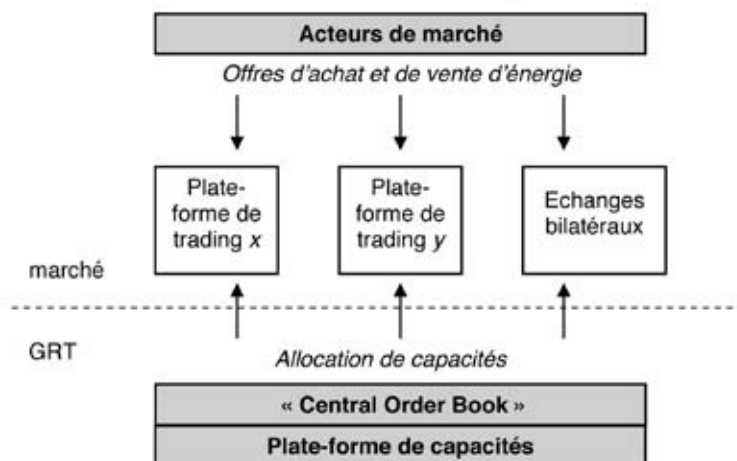 Acteurs de marché
Offres d'achat et de vente d'énergie
Plate-
forme de
trading x
Plate-
forme de
trading y
Echanges
bilatéraux
marché
GRT
Allocation de capacités
« Central Order Book »
Plate-forme de capacités